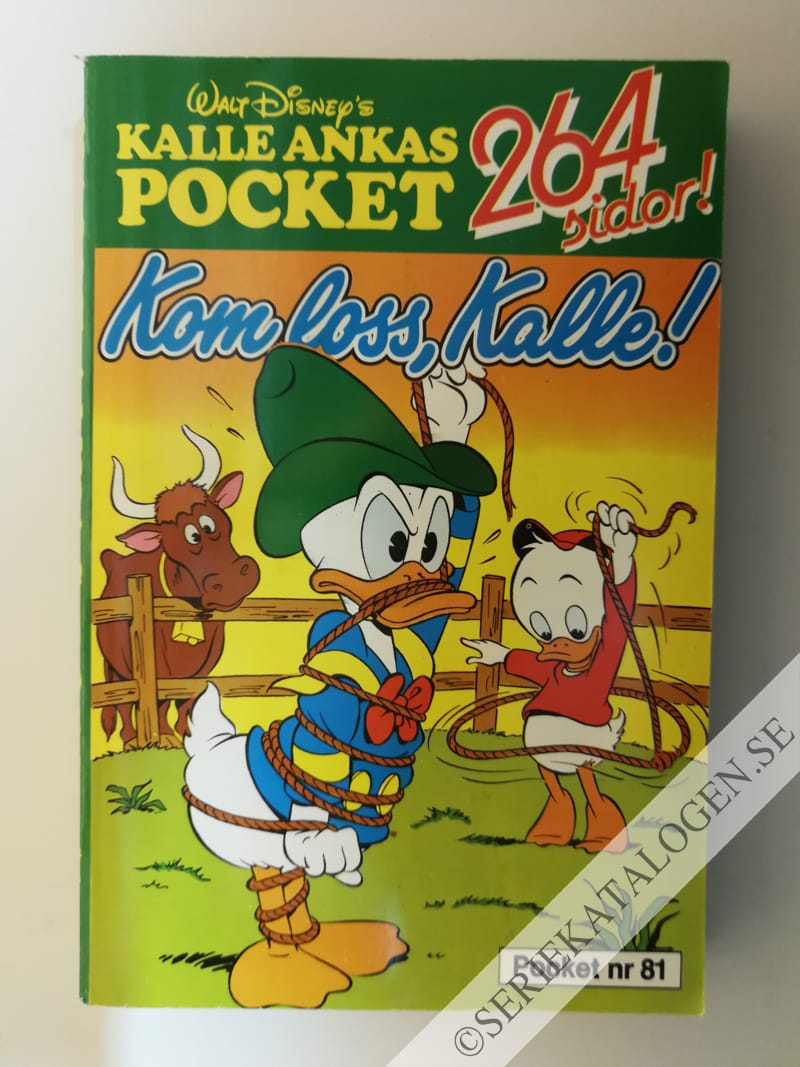 Walt Disney's
KALLE ANKAS
POCKET
264
sidor!
Kom loss, Kalle!
Pocket nr 81
©SERIEKATALOGEN.SE